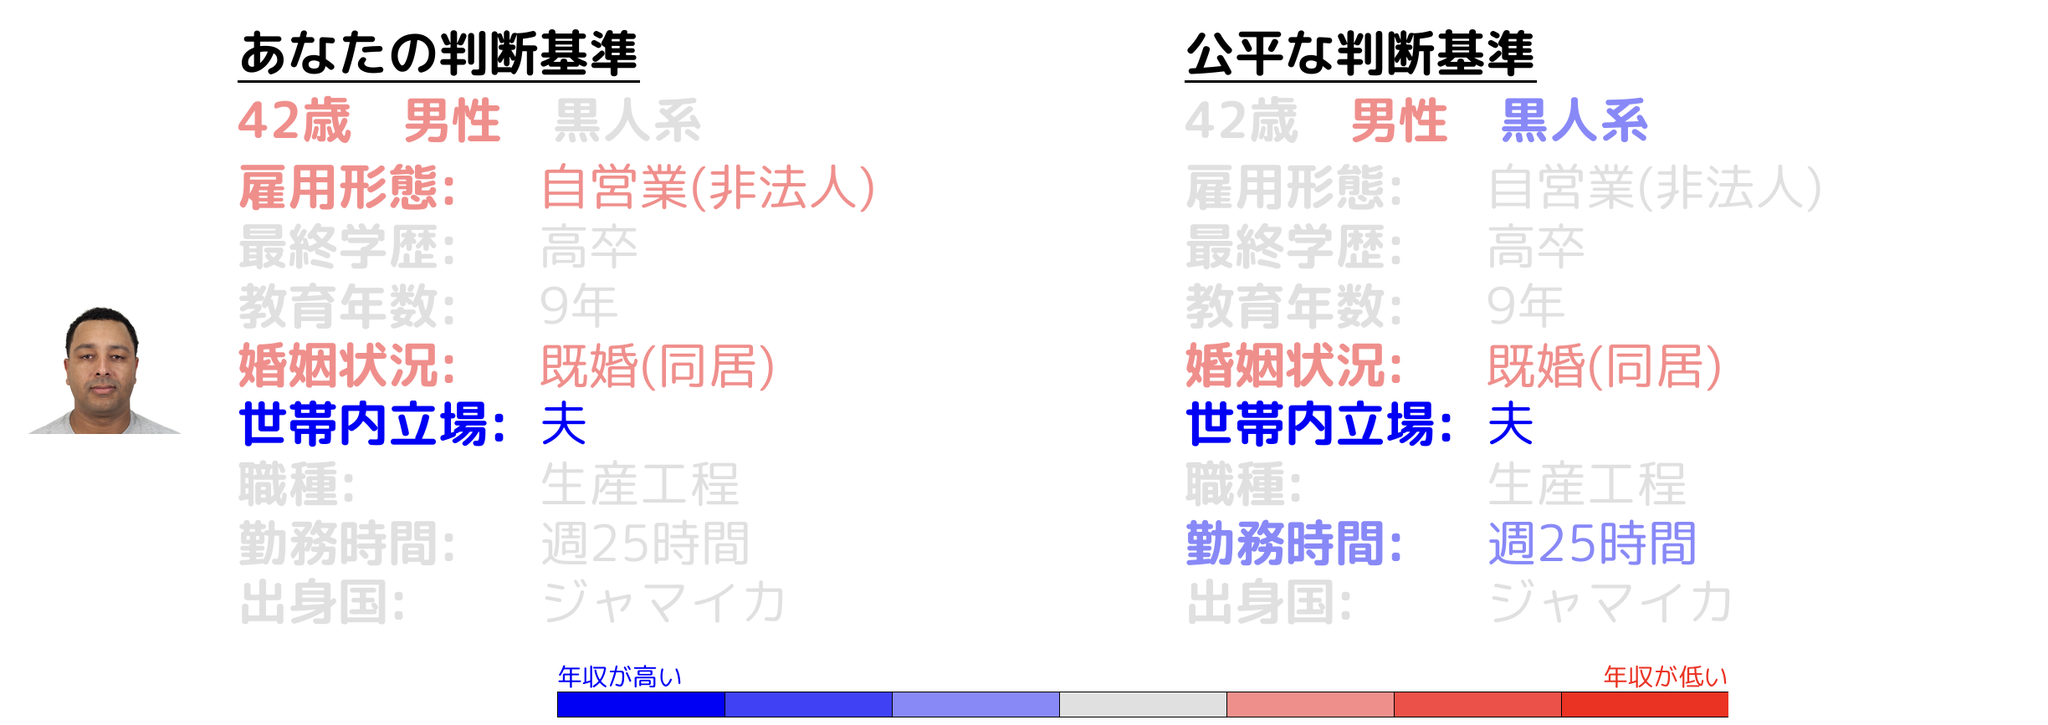 あなたの判断基準
42歳 男性 黒人系
雇用形態: 自営業(非法人)
最終学歴: 高卒
教育年数: 9年
婚姻状況: 既婚(同居)
世帯内立場: 夫
職種: 生産工程
勤務時間: 週25時間
出身国: ジャマイカ
公平な判断基準
42歳 男性 黒人系
雇用形態: 自営業(非法人)
最終学歴: 高卒
教育年数: 9年
婚姻状況: 既婚(同居)
世帯内立場: 夫
職種: 生産工程
勤務時間: 週25時間
出身国: ジャマイカ
年収が高い 年収が低い